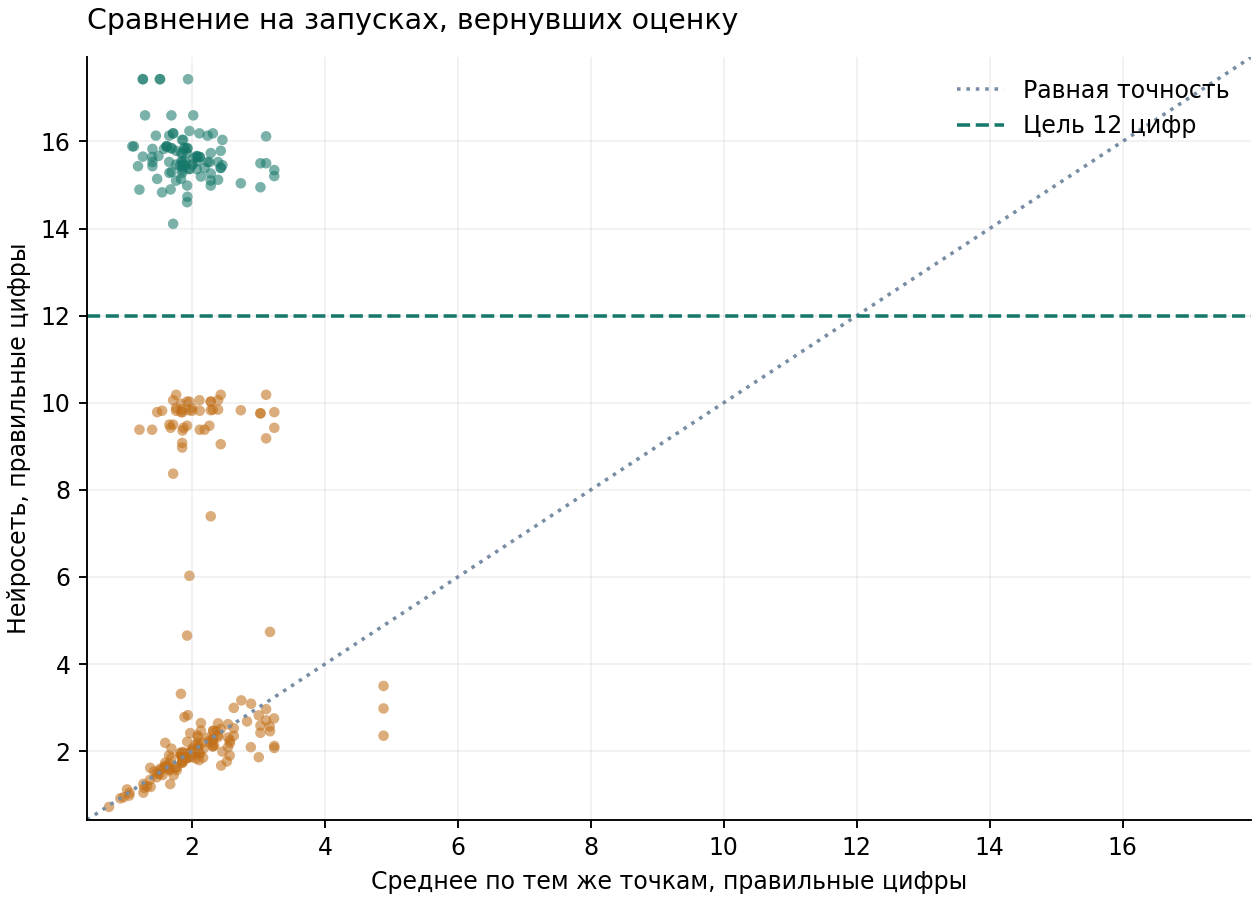 Сравнение на запусках, вернувших оценку
Равная точность
Цель 12 цифр
Нейросеть, правильные цифры
16
14
12
10
8
6
4
2
2 4 6 8 10 12 14 16
Среднее по тем же точкам, правильные цифры